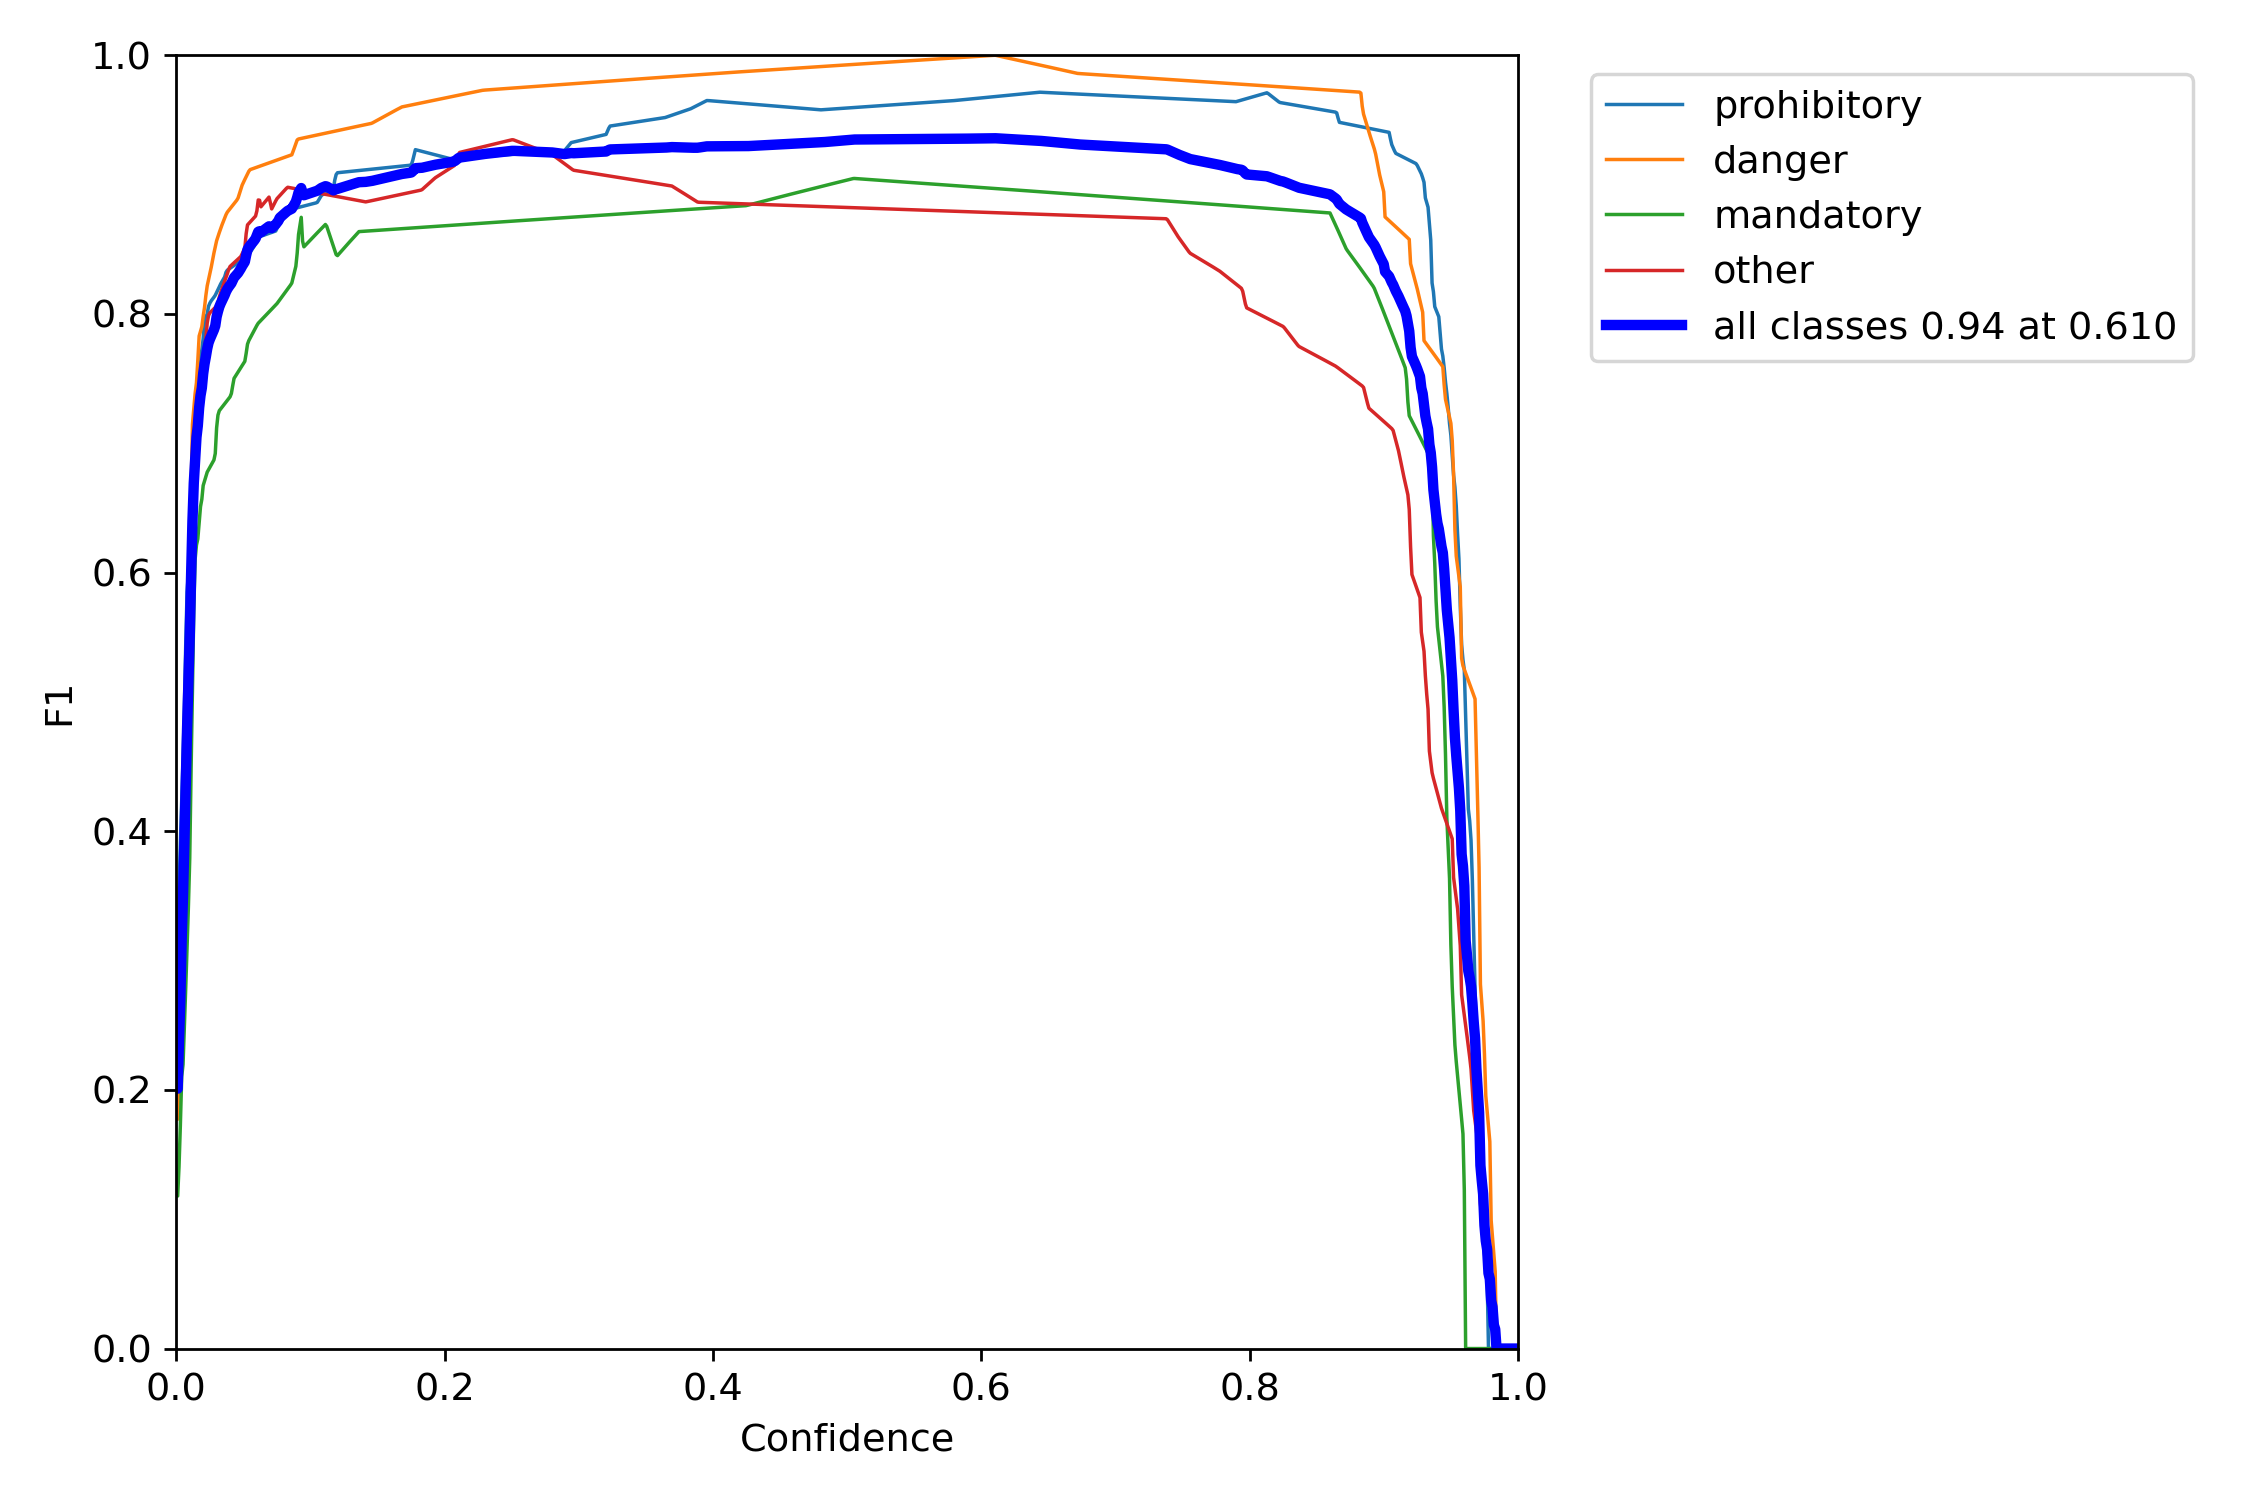 1.0
0.8
0.6
0.4
0.2
0.0
F1
0.0 0.2 0.4 0.6 0.8 1.0
Confidence
prohibitory
danger
mandatory
other
all classes 0.94 at 0.610